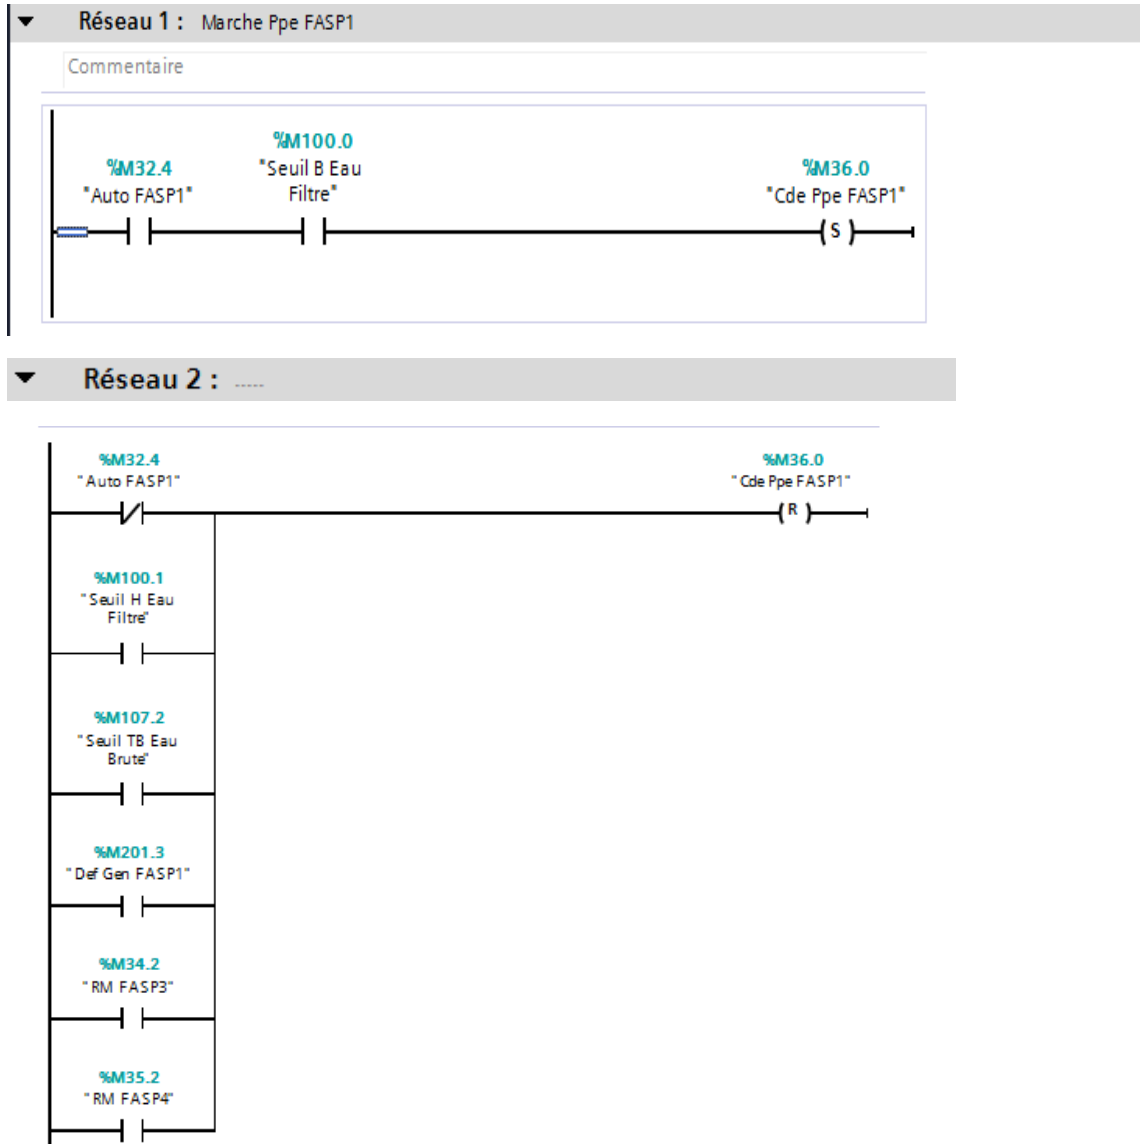 Réseau 1 : Marche Ppe FASP1
Commentaire
%M32.4
"Auto FASP1"
%M100.0
"Seuil B Eau
Filtre"
%M36.0
"Cde Ppe FASP1"
S
Réseau 2 : .....
%M32.4
"Auto FASP1"
%M36.0
"Cde Ppe FASP1"
R
%M100.1
"Seuil H Eau
Filtre"
%M107.2
"Seuil TB Eau
Brute"
%M201.3
"Def Gen FASP1"
%M34.2
"RM FASP3"
%M35.2
"RM FASP4"